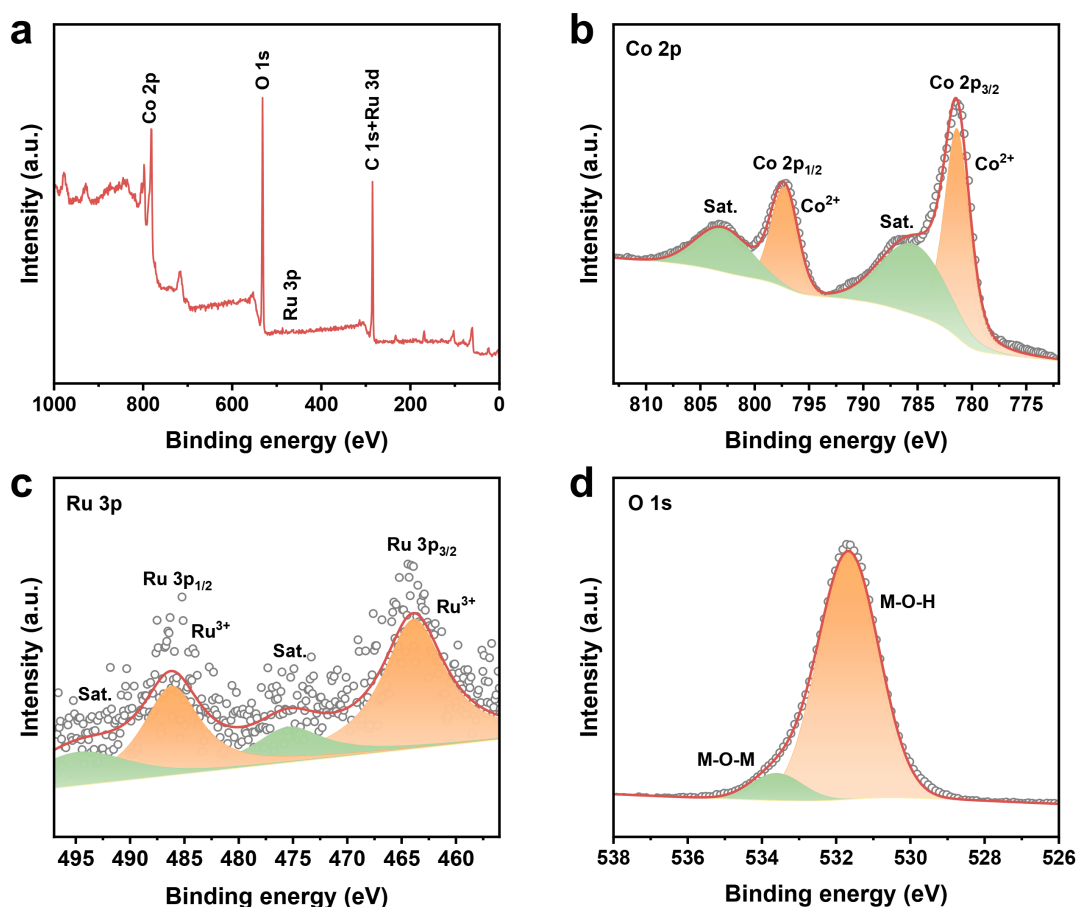 a
Co 2p
O 1s
C 1s+Ru 3d
Ru 3p
Intensity (a.u.)
1000 800 600 400 200 0
Binding energy (eV)
b
Co 2p
Co 2p3/2
Co2+
Co 2p1/2
Co2+
Sat.
Sat.
Intensity (a.u.)
810 805 800 795 790 785 780 775
Binding energy (eV)
c
Ru 3p
Ru 3p3/2
Ru3+
Ru 3p1/2
Ru3+
Sat.
Sat.
Intensity (a.u.)
495 490 485 480 475 470 465 460
Binding energy (eV)
d
O 1s
M-O-H
M-O-M
Intensity (a.u.)
538 536 534 532 530 528 526
Binding energy (eV)